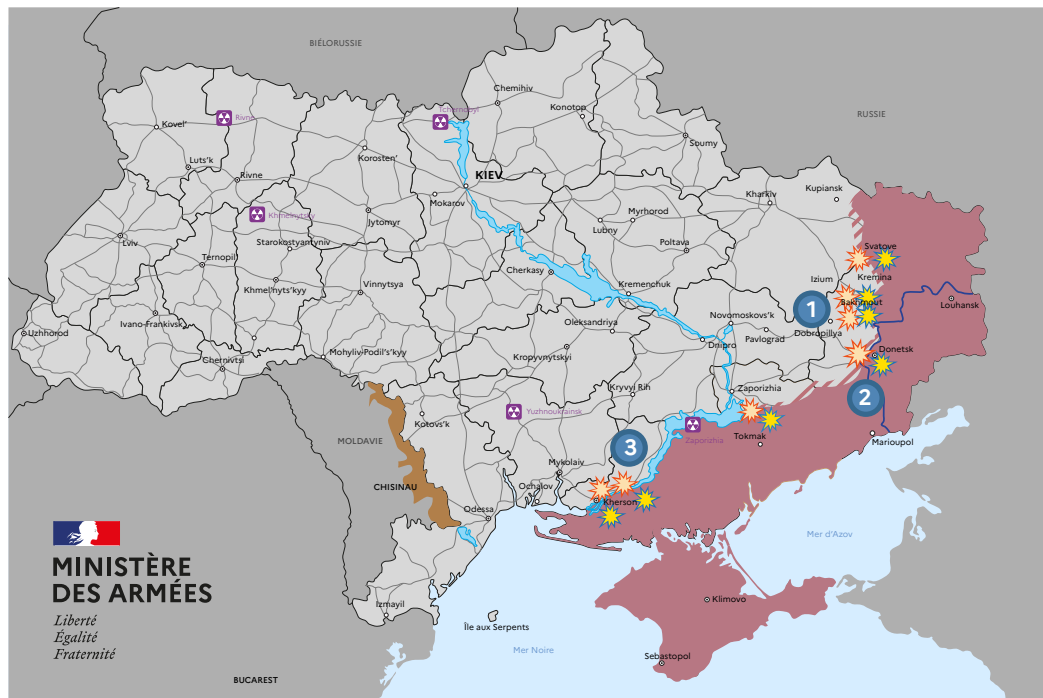 BIÉLORUSSIE
RUSSIE
Chemihiv
Konotop
Tchernobyl
Rivne
Kovel'
Soumy
Korosten'
Luts'k
Rivne
KIEV
Kharkiv
Kupiansk
Mokarov
Khmelnytsky
Jytomyr
Myrhorod
Lubny
Lviv
Starokostyantyniv
Poltava
Svatove
Ternopil
Cherkasy
Izium
Kremina
Khmel'nyts'kyy
Vinnytsya
Kremenchuk
Bakhmout
Louhansk
1
Novomoskovs'k
Ivano-Frankivsk
Oleksandriya
Uzhhorod
Dobropillya
Pavlograd
Dnipro
Mohyliv-Podil's'kyy
Kropyvnytskyi
Donetsk
Chernivtsi
Kryvyi Rih
Zaporizhia
2
Yuzhnoukrainsk
Kotovs'k
MOLDAVIE
Zaporizhia
Tokmak
Marioupol
3
Mykolaiv
CHISINAU
Ochalov
Kherson
Odessa
Mer d'Azov
MINISTÈRE
DES ARMÉES
Liberté
Égalité
Fraternité
Izmayil
Klimovo
Île aux Serpents
Mer Noire
Sebastopol
BUCAREST